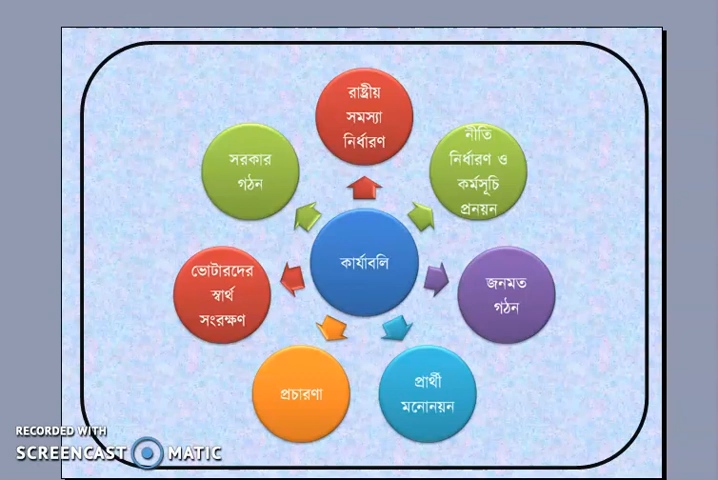 রাষ্ট্রীয়
সমস্যা
নির্ধারণ
নীতি
নির্ধারণ ও
কর্মসূচি
প্রনয়ন
জনমত
গঠন
প্রার্থী
মনোনয়ন
প্রচারণা
ভোটারদের
স্বার্থ
সংরক্ষণ
সরকার
গঠন
কার্যাবলি
RECORDED WITH
SCREENCAST MATIC